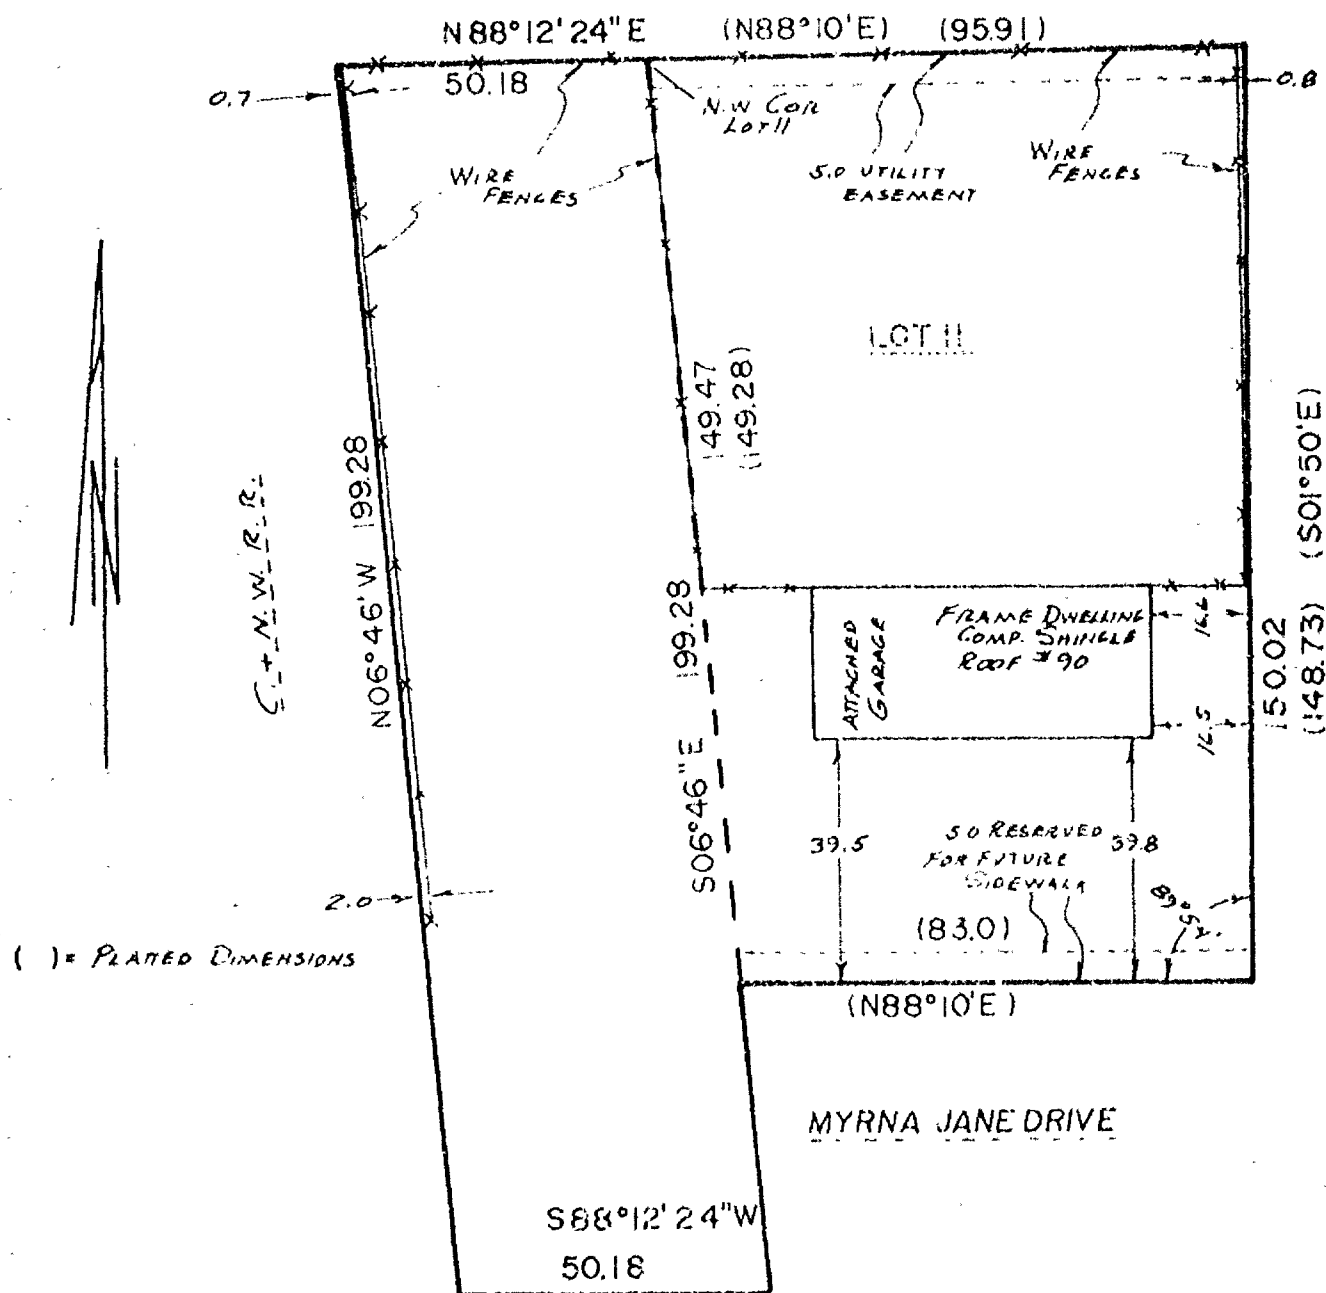 N 88°12'24" E (N88°10'E) (95.91)
50.18
0.7
0.8
N.W COR
LOT 11
WIRE
FENCES
5.0 UTILITY
EASEMENT
WIRE
FENCES
LOT 11
149.47
(149.28)
(S01°50'E)
C. + N. W. R. R.
N06°46'W 199.28
S06°46"E 199.28
ATTACHED
GARAGE
FRAME DWELLING
COMP. SHINGLE
ROOF #90
16.6
16.5
150.02
(148.73)
39.5
5.0 RESERVED
FOR FUTURE
SIDEWALK
39.8
2.0
(83.0)
( )= PLATTED DIMENSIONS
(N88°10'E)
MYRNA JANE DRIVE
S88°12'24"W
50.18